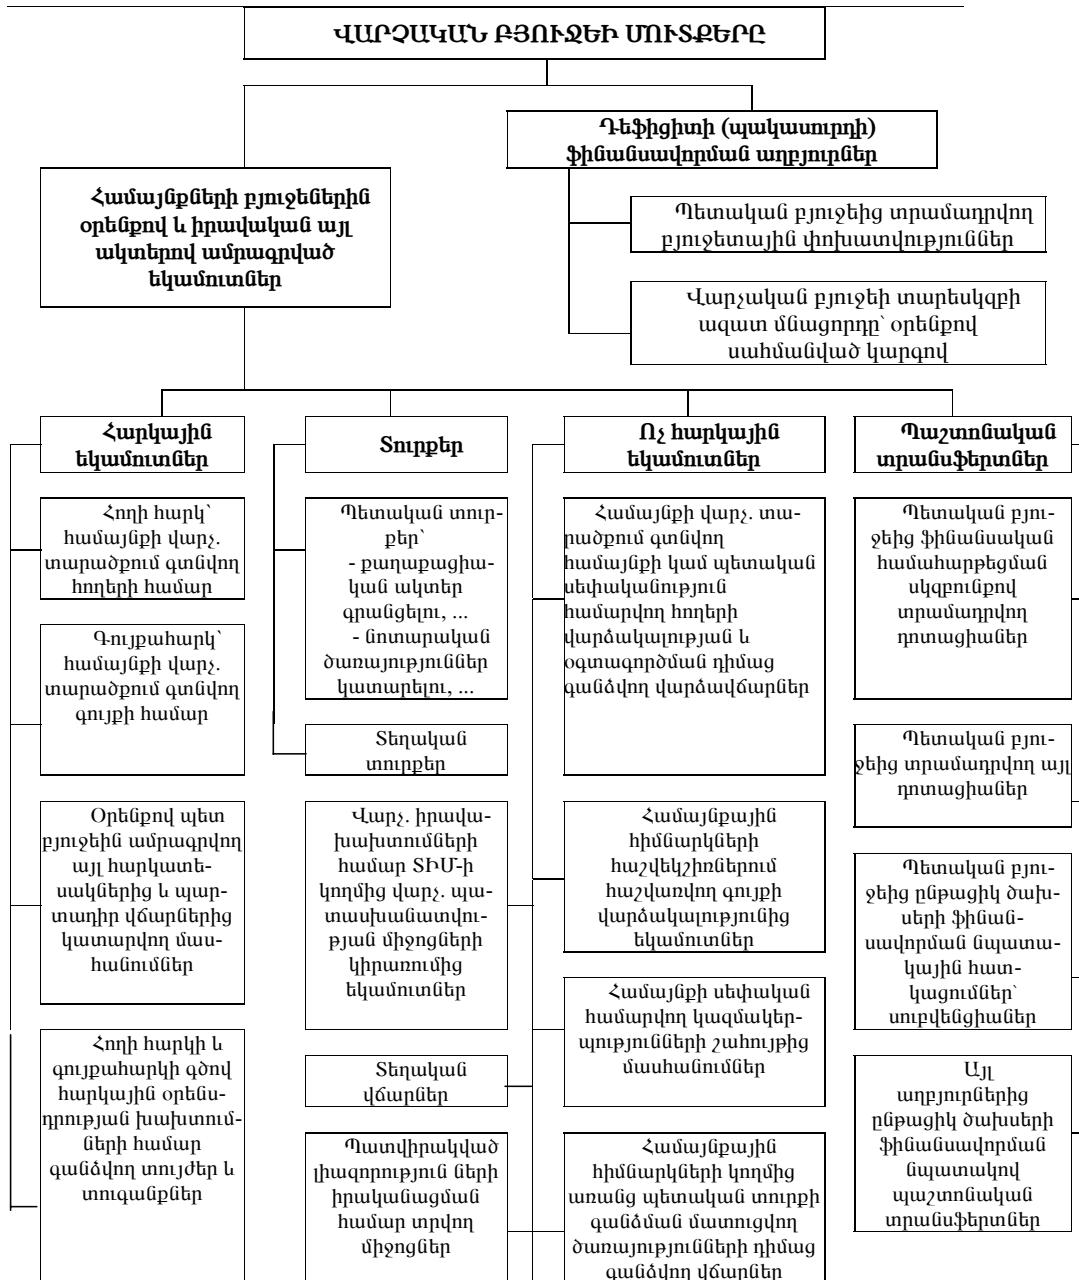 ՎԱՐՉԱԿԱՆ ԲՅՈՒՋԵԻ ՄՈՒՏՔԵՐԸ
Դեֆիցիտի (պակասուրդի)
ֆինանսավորման աղբյուրներ
Համայնքների բյուջեներին
օրենքով և իրավական այլ
ակտերով ամրագրված
եկամուտներ
Պետական բյուջեից տրամադրվող
բյուջետային փոխատվություններ
Վարչական բյուջեի տարեսկզբի
ազատ մնացորդը՝ օրենքով
սահմանված կարգով
Հարկային
եկամուտներ
Հողի հարկ՝
համայնքի վարչ.
տարածքում գտնվող
հողերի համար
Գույքահարկ՝
համայնքի վարչ.
տարածքում գտնվող
գույքի համար
Օրենքով պետ
բյուջեին ամրագրվող
այլ հարկատե-
սակներից և պար-
տադիր վճարներից
կատարվող մաս-
հանումներ
Հողի հարկի և
գույքահարկի գծով
հարկային օրենս-
դրության խախտում-
ների համար
գանձվող տույժեր և
տուգանքներ
Տուրքեր
Պետական տուր-
քեր՝
- քաղաքացիա-
կան ակտեր
գրանցելու, ...
- նոտարական
ծառայություններ
կատարելու, ...
Տեղական
տուրքեր
Վարչ. իրավա-
խախտումների
համար ՏԻՄ-ի
կողմից վարչ. պա-
տասխանատվու-
թյան միջոցների
կիրառումից
եկամուտներ
Տեղական
վճարներ
Պատվիրակված
լիազորություն ների
իրականացման
համար տրվող
միջոցներ
Ոչ հարկային
եկամուտներ
Համայնքի վարչ. տա-
րածքում գտնվող
համայնքի կամ պետական
սեփականություն
համարվող հողերի
վարձակալության և
օգտագործման դիմաց
գանձվող վարձավճարներ
Համայնքային
հիմնարկների
հաշվեկշիռներում
հաշվառվող գույքի
վարձակալությունից
եկամուտներ
Համայնքի սեփական
համարվող կազմակեր-
պությունների շահույթից
մասհանումներ
Համայնքային
հիմնարկների կողմից
առանց պետական տուրքի
գանձման մատուցվող
ծառայությունների դիմաց
գանձվող վճարներ
Պաշտոնական
տրանսֆերտներ
Պետական բյու-
ջեից ֆինանսական
համահարթեցման
սկզբունքով
տրամադրվող
դոտացիաներ
Պետական բյու-
ջեից տրամադրվող այլ
դոտացիաներ
Պետական բյու-
ջեից ընթացիկ ծախ-
սերի ֆինան-
սավորման նպատա-
կային հատ-
կացումներ՝
սուբվենցիաներ
Այլ
աղբյուրներից
ընթացիկ ծախսերի
ֆինանսավորման
նպատակով
պաշտոնական
տրանսֆերտներ